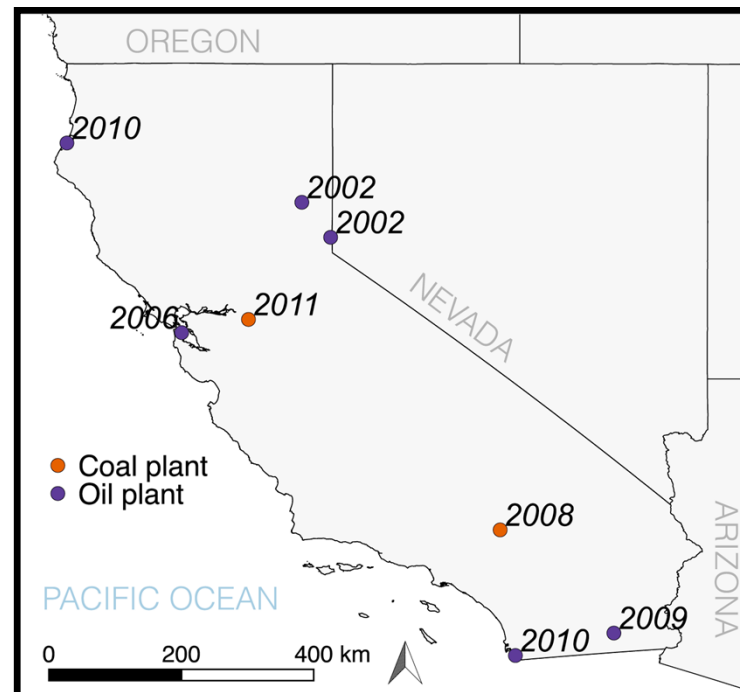 OREGON
2010
2002
2002
NEVADA
2011
2006
Coal plant
Oil plant
2008
ARIZONA
PACIFIC OCEAN
2009
2010
0 200 400 km